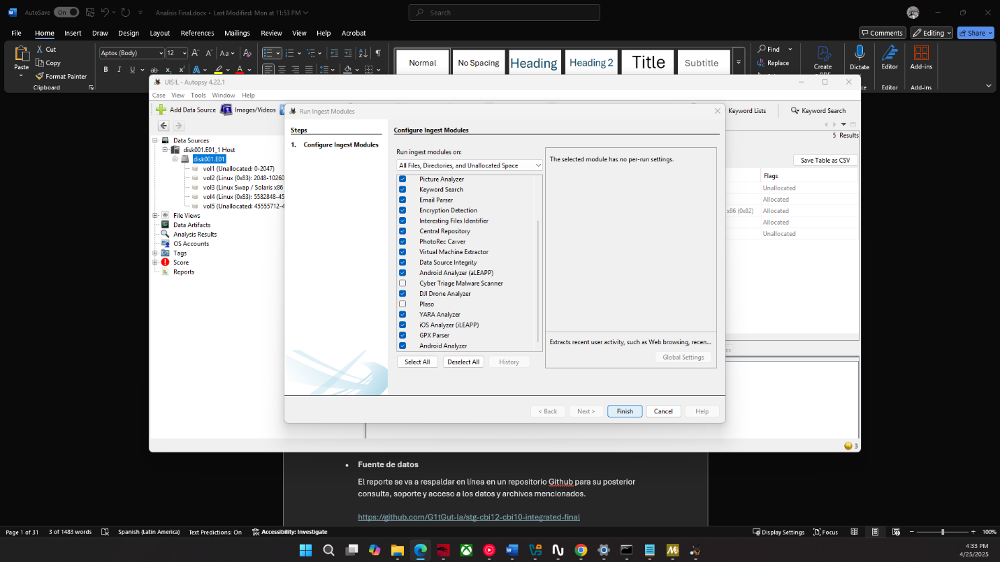 AutoSave On Analisis Final.docx • Last Modified: Mon at 11:53 PM Search
File Home Insert Draw Design Layout References Mailings Review View Help Acrobat Comments Editing Share
Paste Cut Copy Format Painter Clipboard
Aptos (Body) 12
Normal No Spacing Heading Heading 2 Title Subtitle
Find Replace Create Dictate Editor Add-ins
Editor Add-ins
UISIL - Autopsy 4.22.1
Case View Tools Window Help
Add Data Source Images/Videos Keyword Lists Keyword Search
5 Results
Save Table as CSV
Data Sources
disk001.E01_1 Host
disk001.E01
vol1 (Unallocated: 0-2047)
vol2 (Linux (0x83): 2048-10260
vol3 (Linux Swap / Solaris x86
vol4 (Linux (0x83): 5582848-45
vol5 (Unallocated: 45555712-4
File Views
Data Artifacts
Analysis Results
OS Accounts
Tags
Score
Reports
Flags
Unallocated
Allocated
x86 (0x82) Allocated
Allocated
Unallocated
Run Ingest Modules
Steps
1. Configure Ingest Modules
Configure Ingest Modules
Run ingest modules on:
All Files, Directories, and Unallocated Space
Picture Analyzer
Keyword Search
Email Parser
Encryption Detection
Interesting Files Identifier
Central Repository
PhotoRec Carver
Virtual Machine Extractor
Data Source Integrity
Android Analyzer (aLEAPP)
Cyber Triage Malware Scanner
DJI Drone Analyzer
Plaso
YARA Analyzer
iOS Analyzer (iLEAPP)
GPX Parser
Android Analyzer
Select All Deselect All History
The selected module has no per-run settings.
Extracts recent user activity, such as Web browsing, recen...
Global Settings
< Back Next > Finish Cancel Help
3
• Fuente de datos
El reporte se va a respaldar en línea en un repositorio Github para su posterior
consulta, soporte y acceso a los datos y archivos mencionados.
https://github.com/G1tGut-la/stg-cbi12-cbi10-integrated-final
Page 1 of 31 3 of 1483 words Spanish (Latin America) Text Predictions: On Accessibility: Investigate Display Settings Focus 100%
4:33 PM
4/25/2025